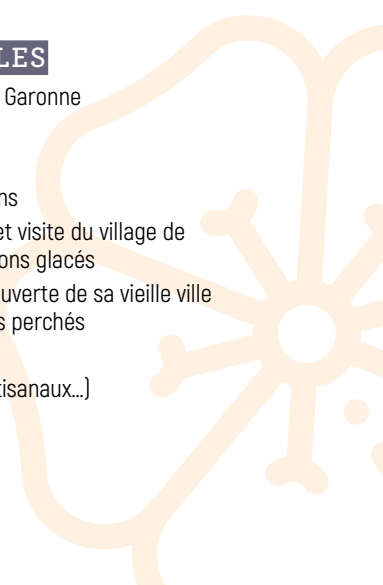 LES
Garonne
ns
et visite du village de
ons glacés
uverte de sa vieille ville
s perchés
tisanaux...)